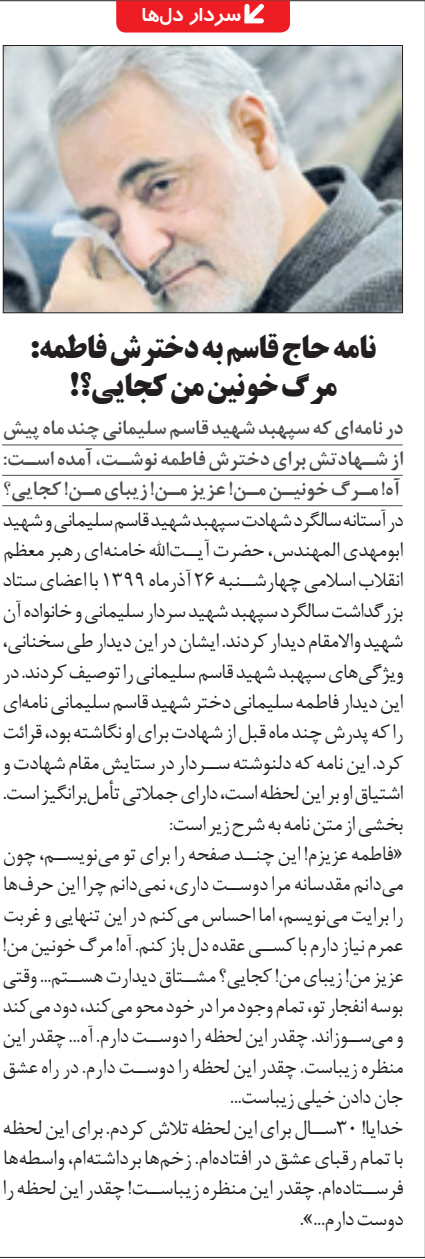 سردار دل‌ها
نامه حاج قاسم به دخترش فاطمه:
مرگ خونین من کجایی؟!
در نامه‌ای که سپهبد شهید قاسم سلیمانی چند ماه پیش
از شهادتش برای دخترش فاطمه نوشت، آمده است:
آه! مرگ خونین من! عزیز من! زیبای من! کجایی؟
در آستانه سالگرد شهادت سپهبد شهید قاسم سلیمانی و شهید
ابومهدی المهندس، حضرت آیت‌الله خامنه‌ای رهبر معظم
انقلاب اسلامی چهارشنبه ۲۶ آذرماه ۱۳۹۹ با اعضای ستاد
بزرگداشت سالگرد سپهبد شهید سردار سلیمانی و خانواده آن
شهید والامقام دیدار کردند. ایشان در این دیدار طی سخنانی،
ویژگی‌های سپهبد شهید قاسم سلیمانی را توصیف کردند. در
این دیدار فاطمه سلیمانی دختر شهید قاسم سلیمانی نامه‌ای
را که پدرش چند ماه قبل از شهادت برای او نگاشته بود، قرائت
کرد. این نامه که دلنوشته سردار در ستایش مقام شهادت و
اشتیاق او بر این لحظه است، دارای جملاتی تأمل‌برانگیز است.
بخشی از متن نامه به شرح زیر است:
«فاطمه عزیزم! این چند صفحه را برای تو می‌نویسم، چون
می‌دانم مقدسانه مرا دوست داری، نمی‌دانم چرا این حرف‌ها
را برایت می‌نویسم، اما احساس می‌کنم در این تنهایی و غربت
عمرم نیاز دارم با کسی عقده دل باز کنم. آه! مرگ خونین من!
عزیز من! زیبای من! کجایی؟ مشتاق دیدارت هستم... وقتی
بوسه انفجار تو، تمام وجود مرا در خود محو می‌کند، دود می‌کند
و می‌سوزاند. چقدر این لحظه را دوست دارم. آه... چقدر این
منظره زیباست. چقدر این لحظه را دوست دارم. در راه عشق
جان دادن خیلی زیباست...
خدایا! ۳۰سال برای این لحظه تلاش کردم. برای این لحظه
با تمام رقبای عشق در افتاده‌ام. زخم‌ها برداشته‌ام، واسطه‌ها
فرستاده‌ام. چقدر این منظره زیباست! چقدر این لحظه را
دوست دارم...».